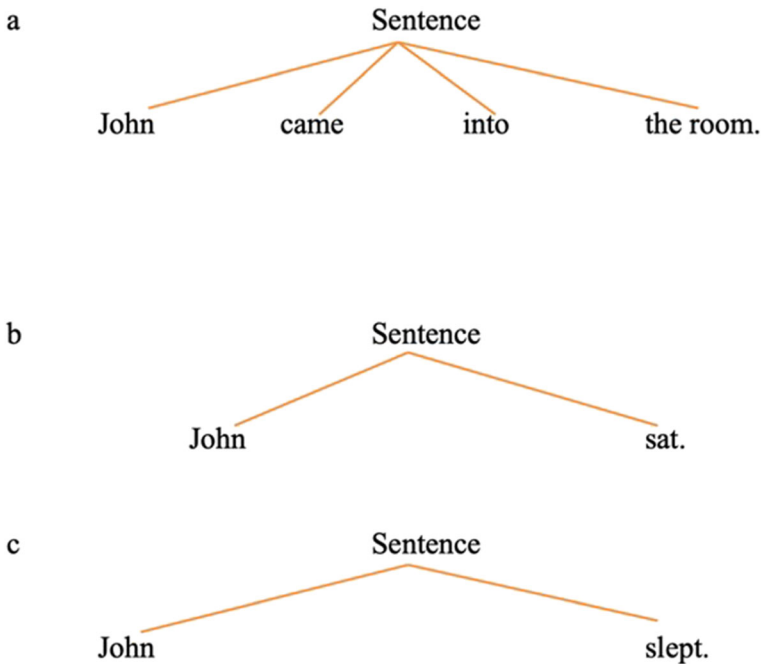 a Sentence
John came into the room.
b Sentence
John sat.
c Sentence
John slept.